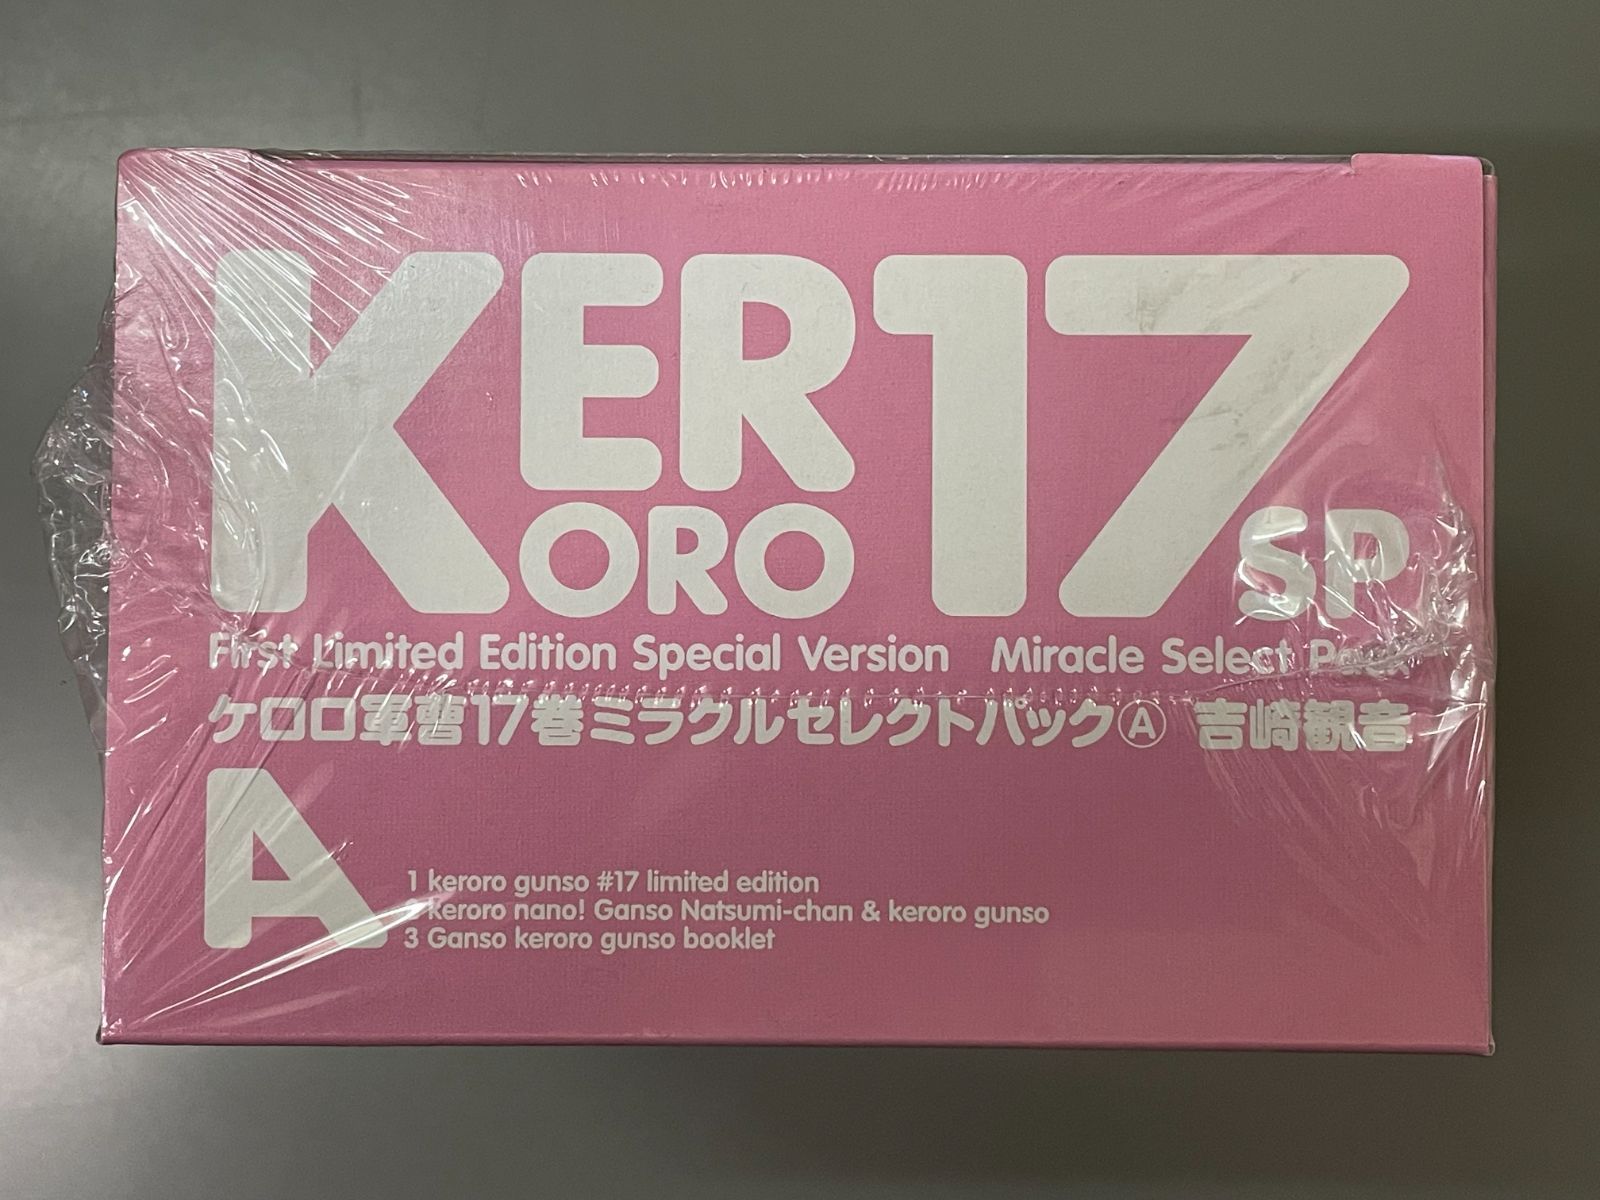 KERORO 17 SP
First Limited Edition Special Version Miracle Select Pack
ケロロ軍曹17巻ミラクルセレクトパックⒶ 吉崎観音
A
1 keroro gunso #17 limited edition
keroro nano! Ganso Natsumi-chan & keroro gunso
3 Ganso keroro gunso booklet